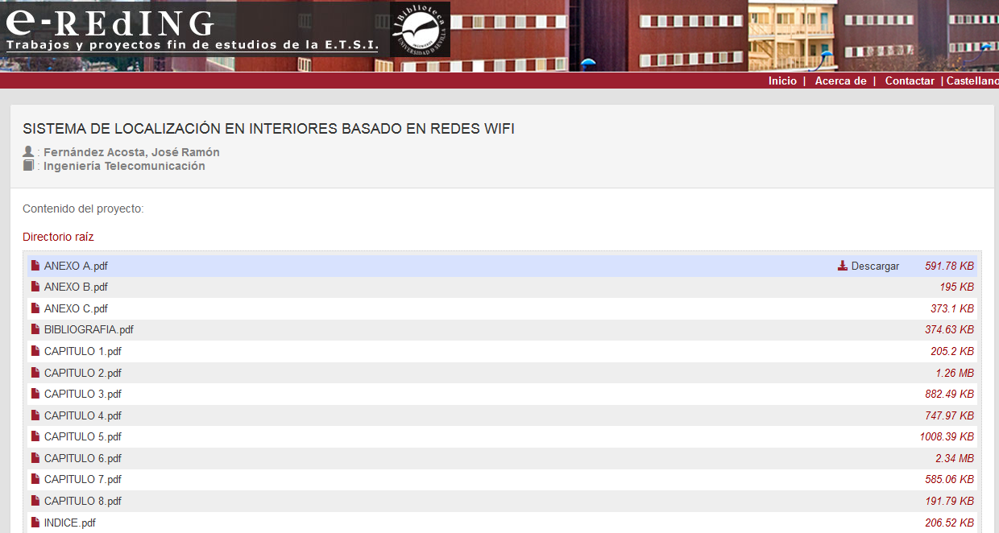 e-REdING
Trabajos y proyectos fin de estudios de la E.T.S.I.
Biblioteca
UNIVERSIDAD D SEVILLA
Inicio | Acerca de | Contactar | Castellano
SISTEMA DE LOCALIZACIÓN EN INTERIORES BASADO EN REDES WIFI
: Fernández Acosta, José Ramón
: Ingeniería Telecomunicación
Contenido del proyecto:
Directorio raíz
ANEXO A.pdf Descargar 591.78 KB
ANEXO B.pdf 195 KB
ANEXO C.pdf 373.1 KB
BIBLIOGRAFIA.pdf 374.63 KB
CAPITULO 1.pdf 205.2 KB
CAPITULO 2.pdf 1.26 MB
CAPITULO 3.pdf 882.49 KB
CAPITULO 4.pdf 747.97 KB
CAPITULO 5.pdf 1008.39 KB
CAPITULO 6.pdf 2.34 MB
CAPITULO 7.pdf 585.06 KB
CAPITULO 8.pdf 191.79 KB
INDICE.pdf 206.52 KB